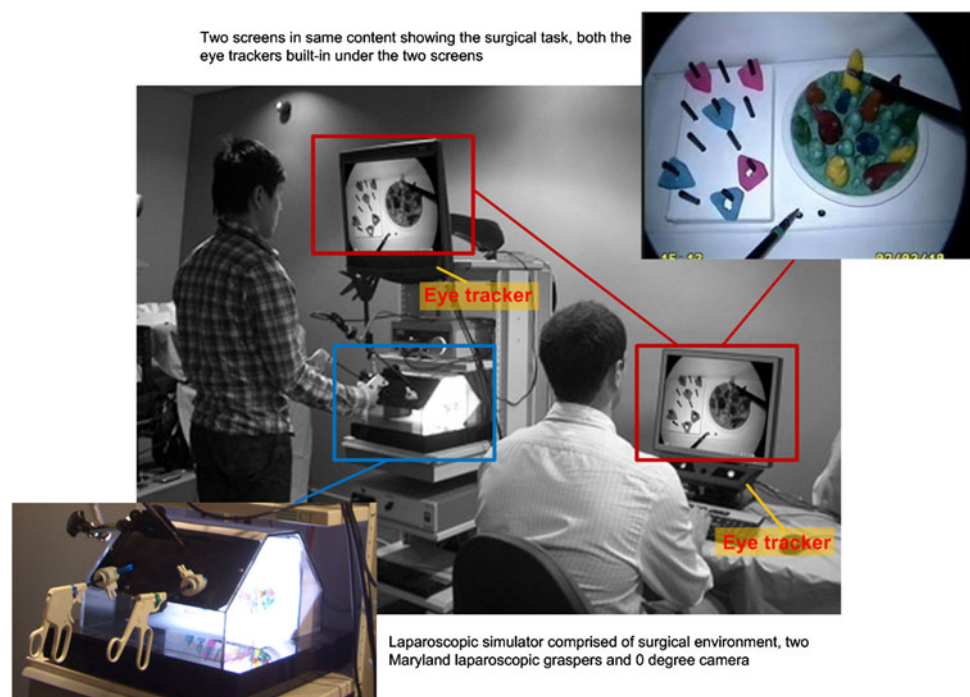 Two screens in same content showing the surgical task, both the
eye trackers built-in under the two screens
Eye tracker
Eye tracker
Laparoscopic simulator comprised of surgical environment, two
Maryland laparoscopic graspers and 0 degree camera